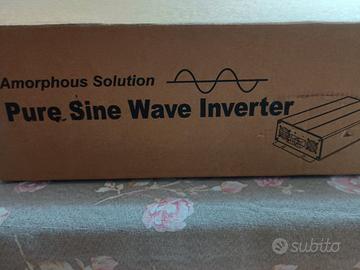 Amorphous Solution
Pure Sine Wave Inverter
subito